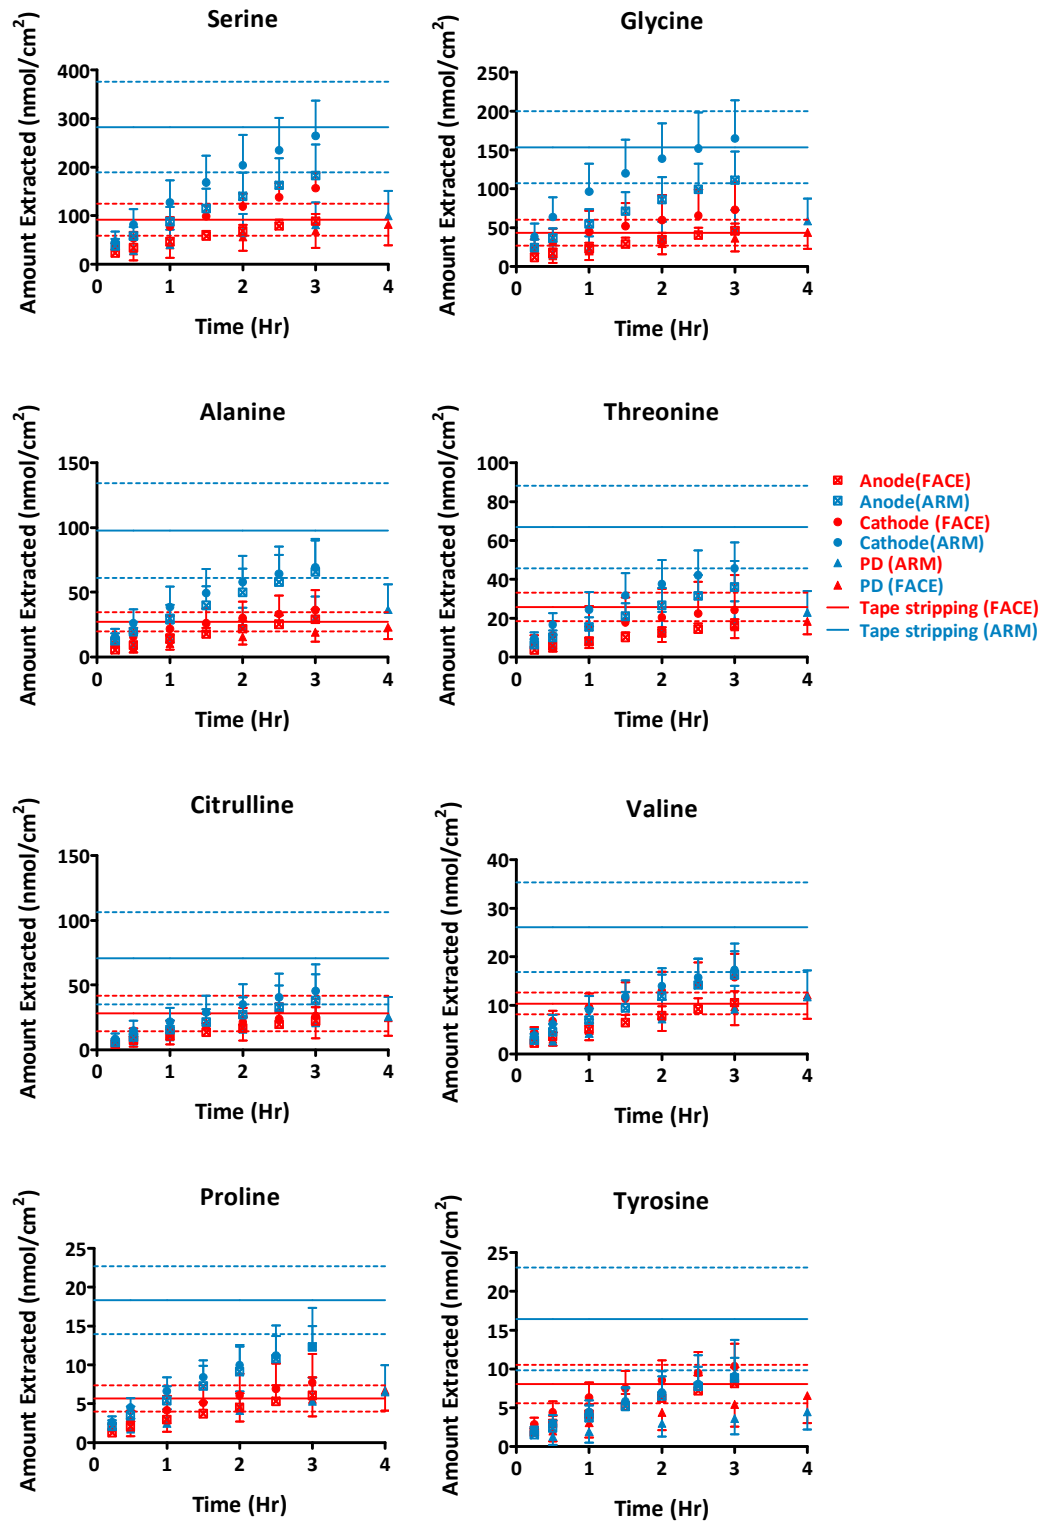 Serine
Amount Extracted (nmol/cm²)
400
300
200
100
0
0 1 2 3 4
Time (Hr)
Glycine
Amount Extracted (nmol/cm²)
250
200
150
100
50
0
0 1 2 3 4
Time (Hr)
Alanine
Amount Extracted (nmol/cm²)
150
100
50
0
0 1 2 3 4
Time (Hr)
Threonine
Amount Extracted (nmol/cm²)
100
80
60
40
20
0
0 1 2 3 4
Time (Hr)
Anode(FACE)
Anode(ARM)
Cathode (FACE)
Cathode(ARM)
PD (ARM)
PD (FACE)
Tape stripping (FACE)
Tape stripping (ARM)
Citrulline
Amount Extracted (nmol/cm²)
150
100
50
0
0 1 2 3 4
Time (Hr)
Valine
Amount Extracted (nmol/cm²)
40
30
20
10
0
0 1 2 3 4
Time (Hr)
Proline
Amount Extracted (nmol/cm²)
25
20
15
10
5
0
0 1 2 3 4
Time (Hr)
Tyrosine
Amount Extracted (nmol/cm²)
25
20
15
10
5
0
0 1 2 3 4
Time (Hr)